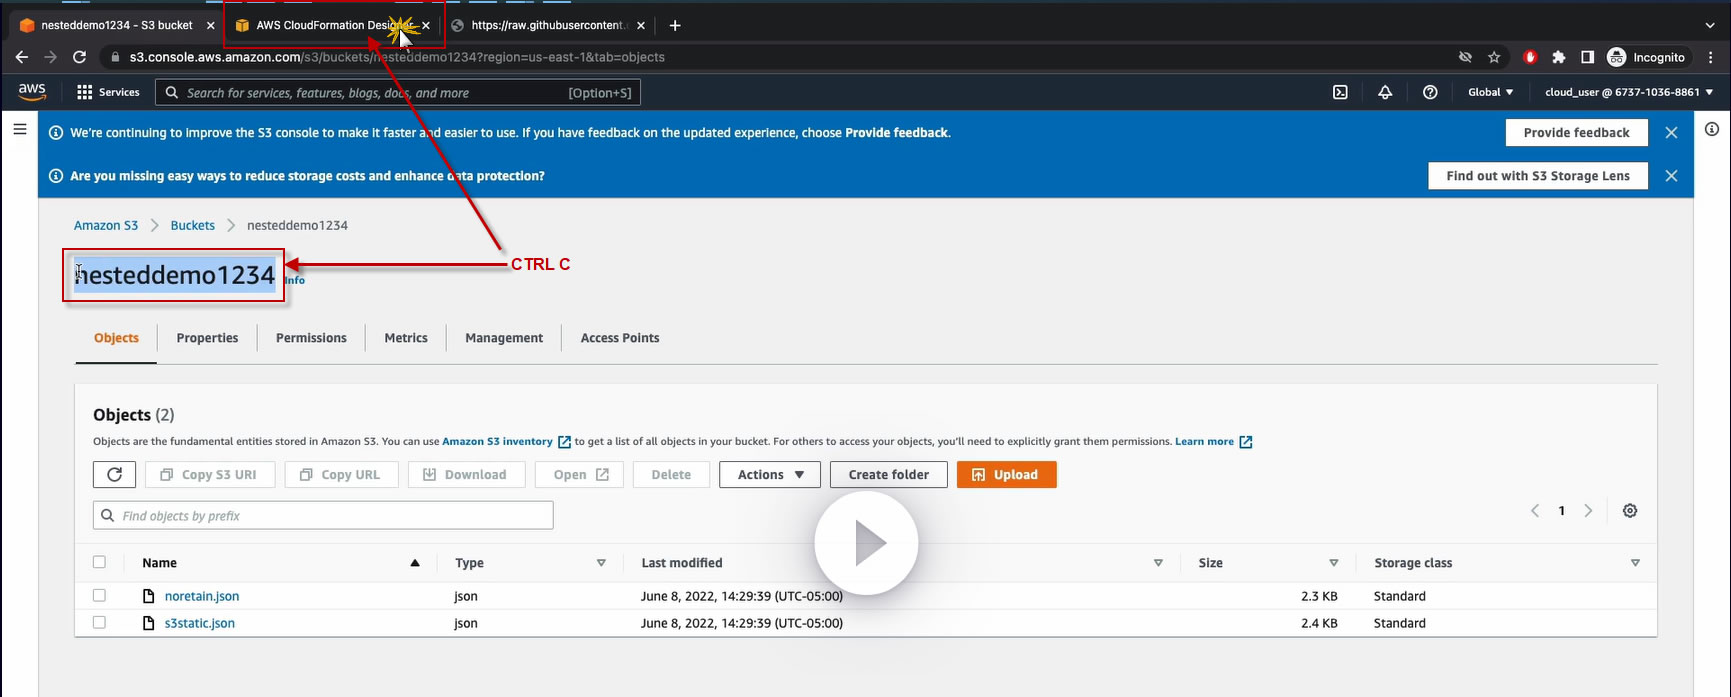 nesteddemo1234 - S3 bucket
AWS CloudFormation Designer
https://raw.githubusercontent.
s3.console.aws.amazon.com/s3/buckets/nesteddemo1234?region=us-east-1&tab=objects
Incognito
aws
Services
Search for services, features, blogs, docs, and more
[Option+S]
Global
cloud_user @ 6737-1036-8861
We're continuing to improve the S3 console to make it faster and easier to use. If you have feedback on the updated experience, choose Provide feedback.
Provide feedback
Are you missing easy ways to reduce storage costs and enhance data protection?
Find out with S3 Storage Lens
Amazon S3 > Buckets > nesteddemo1234
CTRL C
nesteddemo1234 Info
Objects
Properties
Permissions
Metrics
Management
Access Points
Objects (2)
Objects are the fundamental entities stored in Amazon S3. You can use Amazon S3 inventory to get a list of all objects in your bucket. For others to access your objects, you'll need to explicitly grant them permissions. Learn more
Copy S3 URI
Copy URL
Download
Open
Delete
Actions
Create folder
Upload
Find objects by prefix
1
Name Type Last modified Size Storage class
noretain.json json June 8, 2022, 14:29:39 (UTC-05:00) 2.3 KB Standard
s3static.json json June 8, 2022, 14:29:39 (UTC-05:00) 2.4 KB Standard